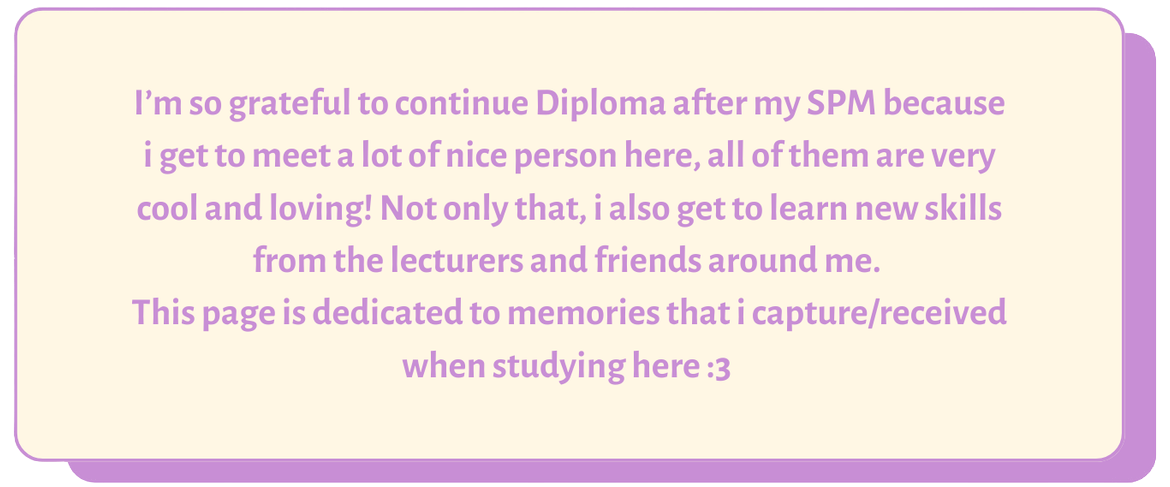 I'm so grateful to continue Diploma after my SPM because
i get to meet a lot of nice person here, all of them are very
cool and loving! Not only that, i also get to learn new skills
from the lecturers and friends around me.
This page is dedicated to memories that i capture/received
when studying here :3